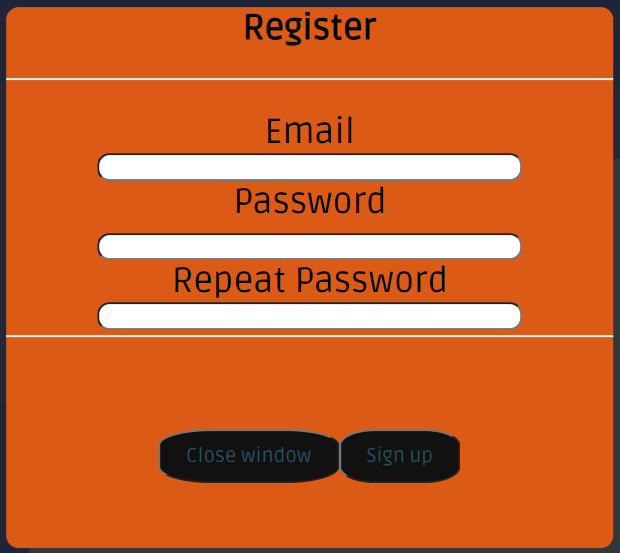 Register
Email
Password
Repeat Password
Close window Sign up